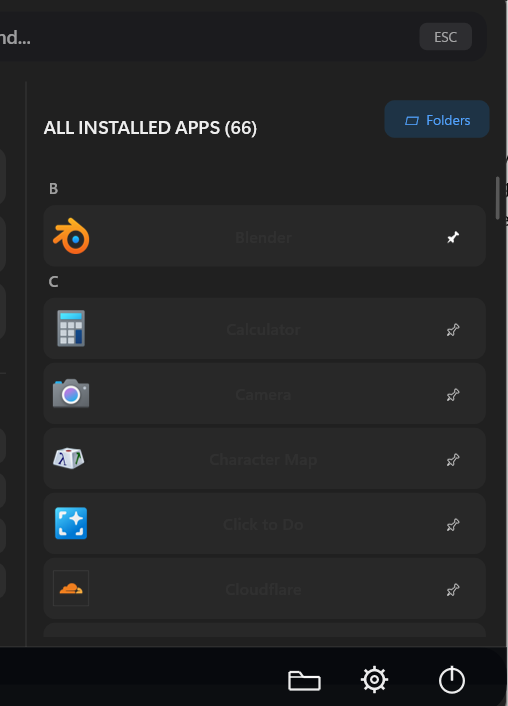 nd...
ESC
ALL INSTALLED APPS (66)
Folders
B
Blender
C
Calculator
Camera
Character Map
Click to Do
Cloudflare